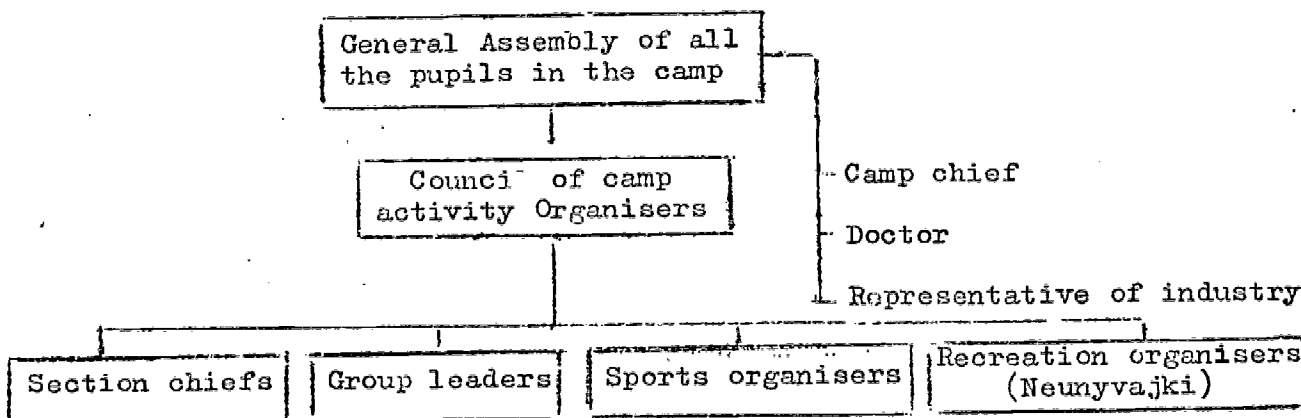 General Assembly of all
the pupils in the camp
Counci of camp
activity Organisers
Camp chief
Doctor
Representative of industry
Section chiefs
Group leaders
Sports organisers
Recreation organisers
(Neunyvajki)